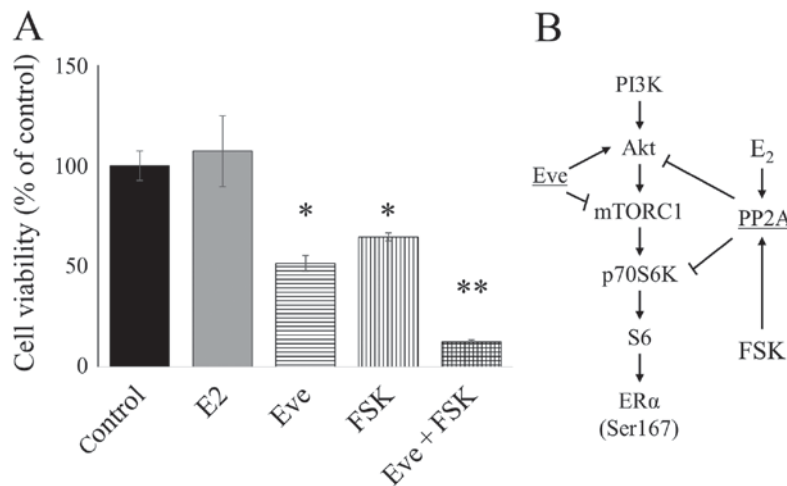 A
Cell viability (% of control)
150
100
50
0
*
*
**
Control
E2
Eve
FSK
Eve + FSK
B
PI3K
Akt
E₂
Eve
mTORC1
PP2A
p70S6K
S6
FSK
ERα
(Ser167)